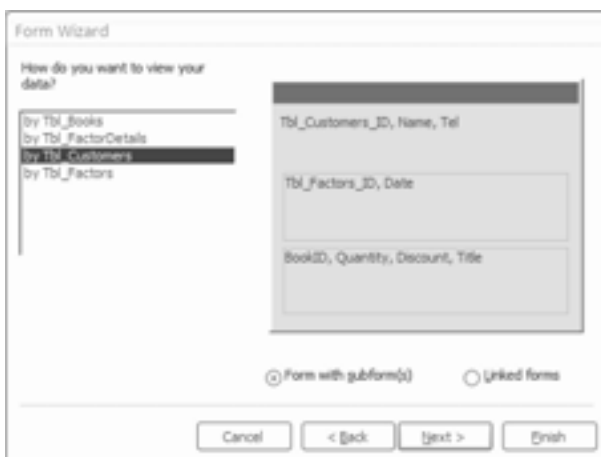 Form Wizard
How do you want to view your
data?
by Tbl_Books
by Tbl_FactorDetails
by Tbl_Customers
by Tbl_Factors
Tbl_Customers_ID, Name, Tel
Tbl_Factors_ID, Date
BookID, Quantity, Discount, Title
Form with subform(s)
Linked forms
Cancel
< Back
Next >
Finish